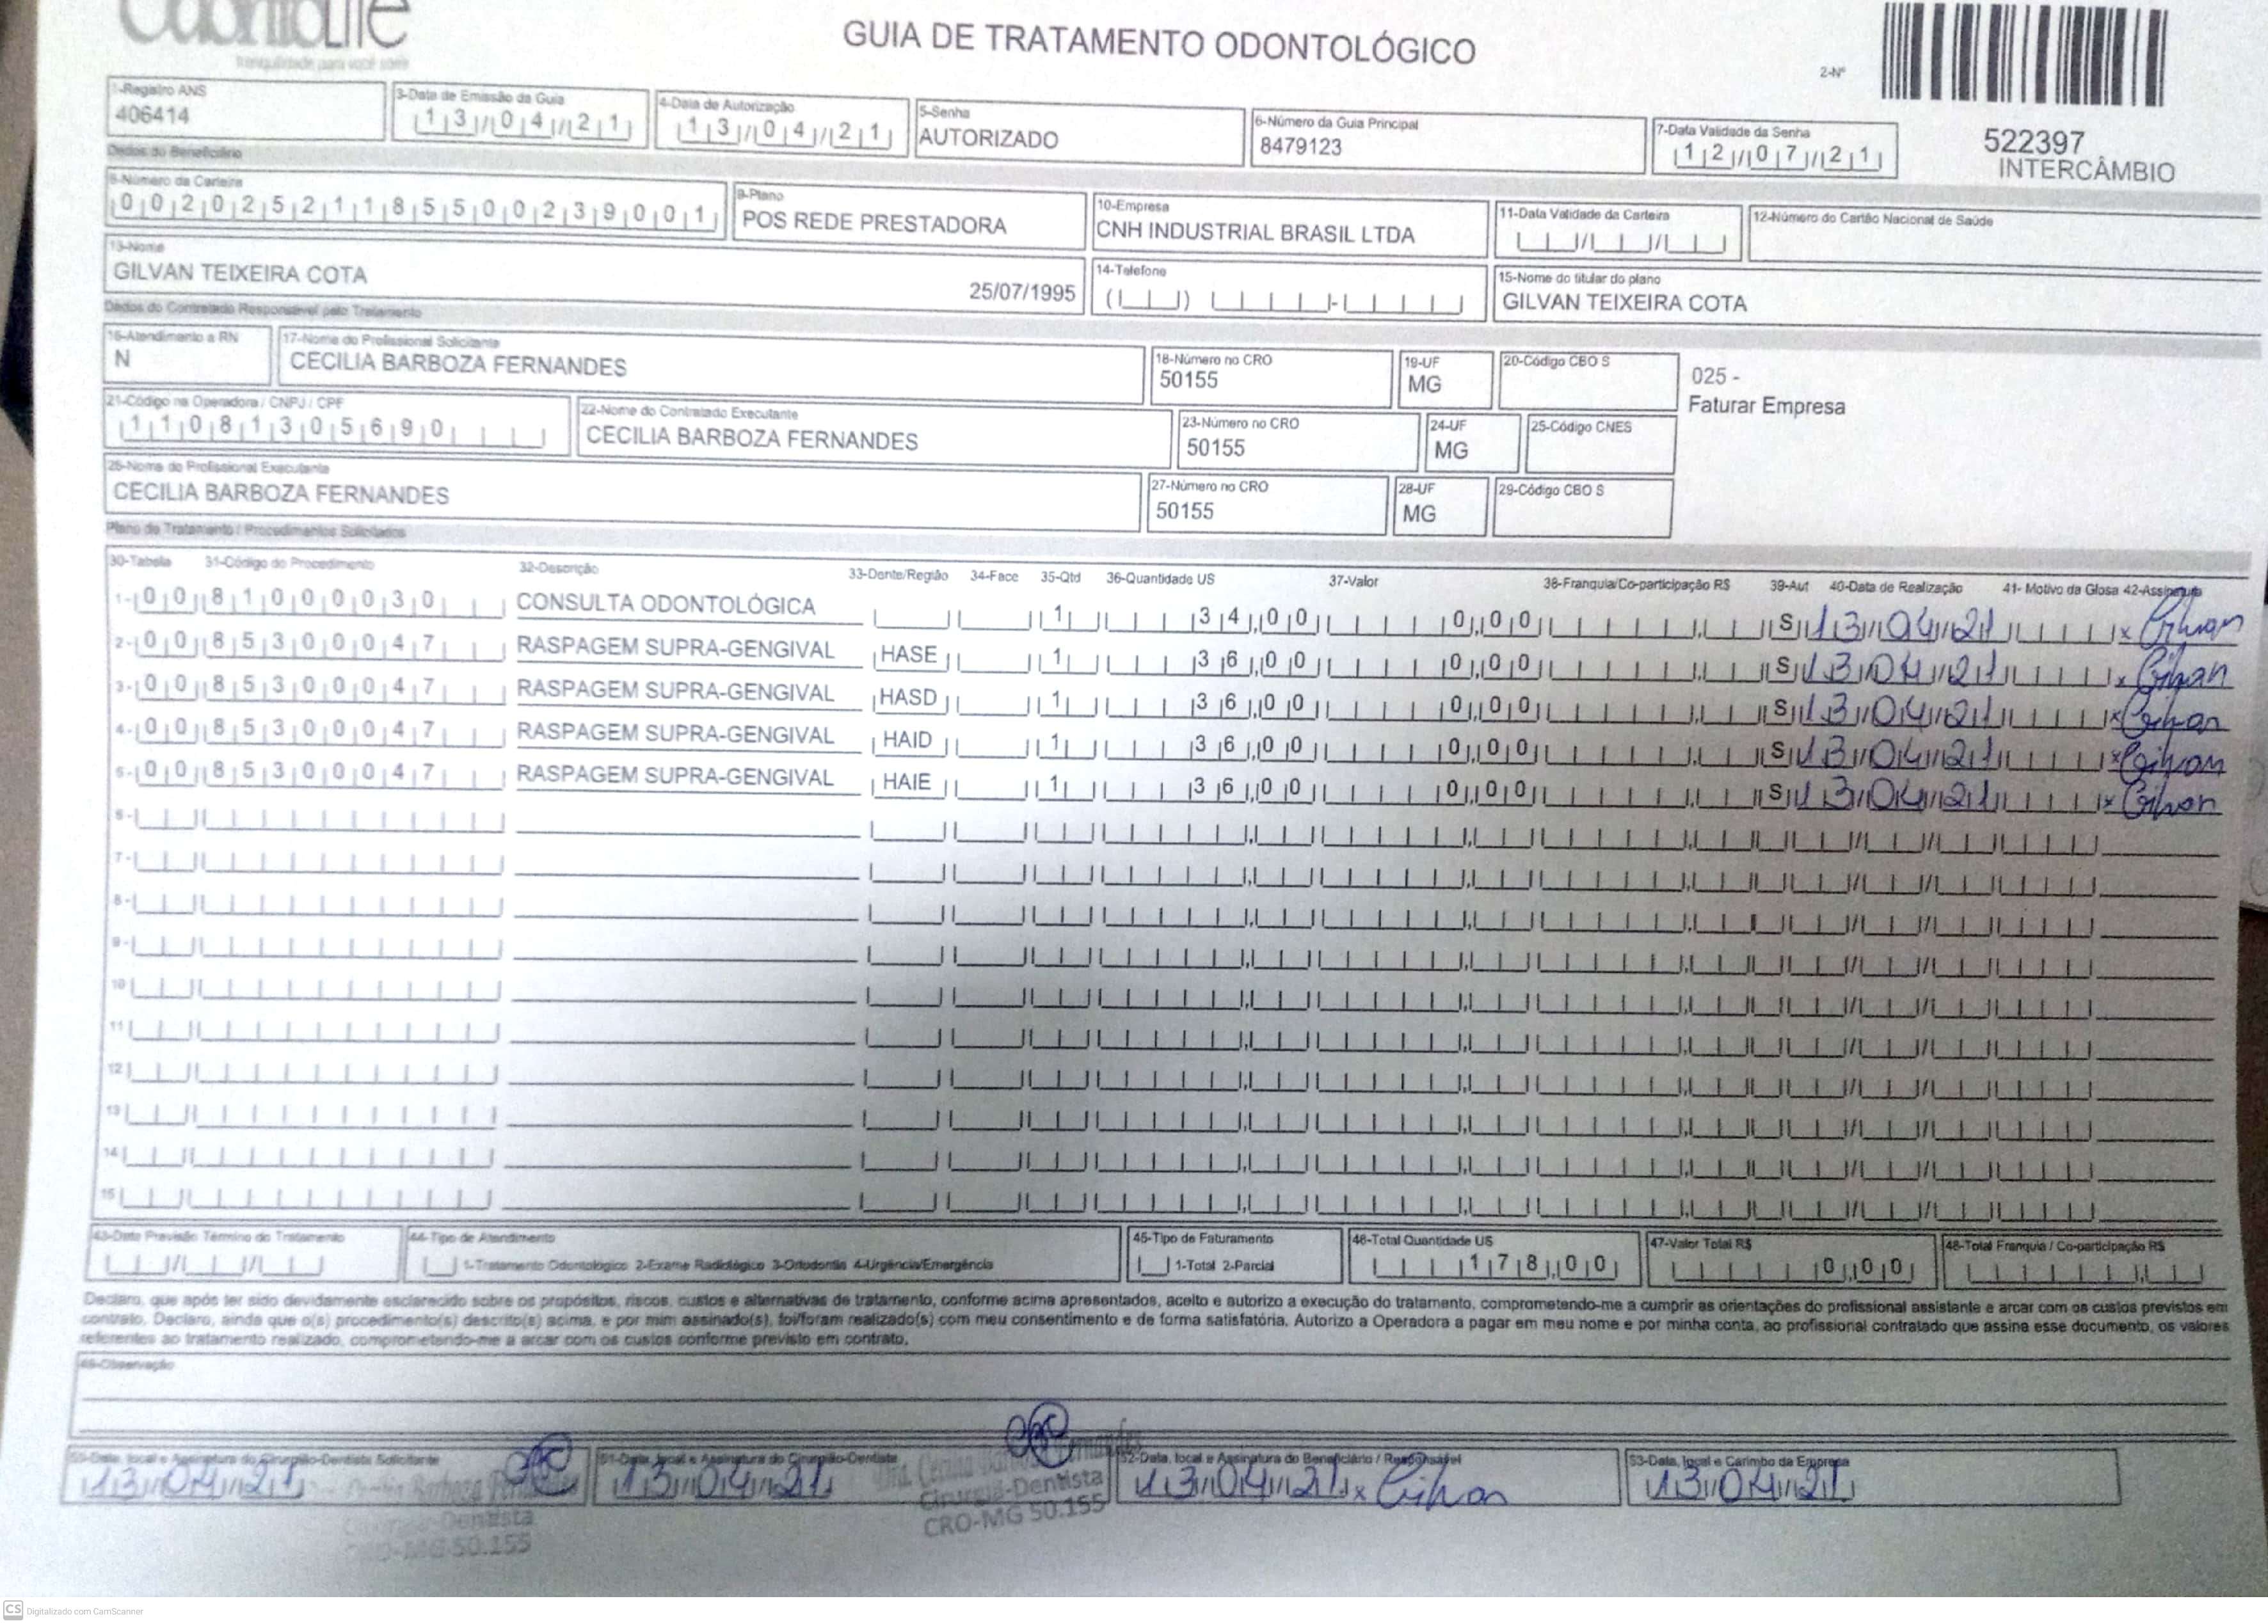 OdontoLife
tranquilidade para você sorrir
GUIA DE TRATAMENTO ODONTOLÓGICO
2-Nº
522397
INTERCÂMBIO
1-Registro ANS
406414
3-Data de Emissão da Guia
13/04/21
4-Data de Autorização
13/04/21
5-Senha
AUTORIZADO
6-Número da Guia Principal
8479123
7-Data Validade da Senha
12/07/21
Dados do Beneficiário
8-Número da Carteira
00202521185500239001
9-Plano
POS REDE PRESTADORA
10-Empresa
CNH INDUSTRIAL BRASIL LTDA
11-Data Validade da Carteira
12-Número do Cartão Nacional de Saúde
13-Nome
GILVAN TEIXEIRA COTA 25/07/1995
14-Telefone
15-Nome do titular do plano
GILVAN TEIXEIRA COTA
Dados do Contratado Responsável pelo Tratamento
16-Atendimento a RN
N
17-Nome do Profissional Solicitante
CECILIA BARBOZA FERNANDES
18-Número no CRO
50155
19-UF
MG
20-Código CBO S
025 -
Faturar Empresa
21-Código na Operadora / CNPJ / CPF
11081305690
22-Nome do Contratado Executante
CECILIA BARBOZA FERNANDES
23-Número no CRO
50155
24-UF
MG
25-Código CNES
26-Nome do Profissional Executante
CECILIA BARBOZA FERNANDES
27-Número no CRO
50155
28-UF
MG
29-Código CBO S
Plano de Tratamento / Procedimentos Solicitados
30-Tabela 31-Código do Procedimento 32-Descrição 33-Dente/Região 34-Face 35-Qtd 36-Quantidade US 37-Valor 38-Franquia/Co-participação R$ 39-Aut 40-Data de Realização 41- Motivo da Glosa 42-Assinatura
1- 00 81000030 CONSULTA ODONTOLÓGICA 1 34,00 0,00 S 13/04/21 x Gilvan
2- 00 85300047 RASPAGEM SUPRA-GENGIVAL HASE 1 36,00 0,00 S 13/04/21 x Gilvan
3- 00 85300047 RASPAGEM SUPRA-GENGIVAL HASD 1 36,00 0,00 S 13/04/21 x Gilvan
4- 00 85300047 RASPAGEM SUPRA-GENGIVAL HAID 1 36,00 0,00 S 13/04/21 x Gilvan
5- 00 85300047 RASPAGEM SUPRA-GENGIVAL HAIE 1 36,00 0,00 S 13/04/21 x Gilvan
6-
7-
8-
9-
10
11
12
13
14
15
43-Data Previsão Término do Tratamento
44-Tipo de Atendimento
1-Tratamento Odontológico 2-Exame Radiológico 3-Ortodontia 4-Urgência/Emergência
45-Tipo de Faturamento
1-Total 2-Parcial
46-Total Quantidade US
178,00
47-Valor Total R$
0,00
48-Total Franquia / Co-participação R$
Declaro, que após ter sido devidamente esclarecido sobre os propósitos, riscos, custos e alternativas de tratamento, conforme acima apresentados, aceito e autorizo a execução do tratamento, comprometendo-me a cumprir as orientações do profissional assistente e arcar com os custos previstos em
contrato. Declaro, ainda que o(s) procedimento(s) descrito(s) acima, e por mim assinado(s), foi/foram realizado(s) com meu consentimento e de forma satisfatória. Autorizo a Operadora a pagar em meu nome e por minha conta, ao profissional contratado que assina esse documento, os valores
referentes ao tratamento realizado, comprometendo-me a arcar com os custos conforme previsto em contrato.
49-Observação
50-Data, local e Assinatura do Cirurgião-Dentista Solicitante
13/04/21
Barboza
Cirurgiã-Dentista
CRO-MG 50.155
51-Data, local e Assinatura do Cirurgião-Dentista
13/04/21
Dra. Fernandes
Cirurgiã-Dentista
CRO-MG 50.155
52-Data, local e Assinatura do Beneficiário / Responsável
13/04/21 x Gilvan
53-Data, local e Carimbo da Empresa
13/04/21
CS Digitalizado com CamScanner